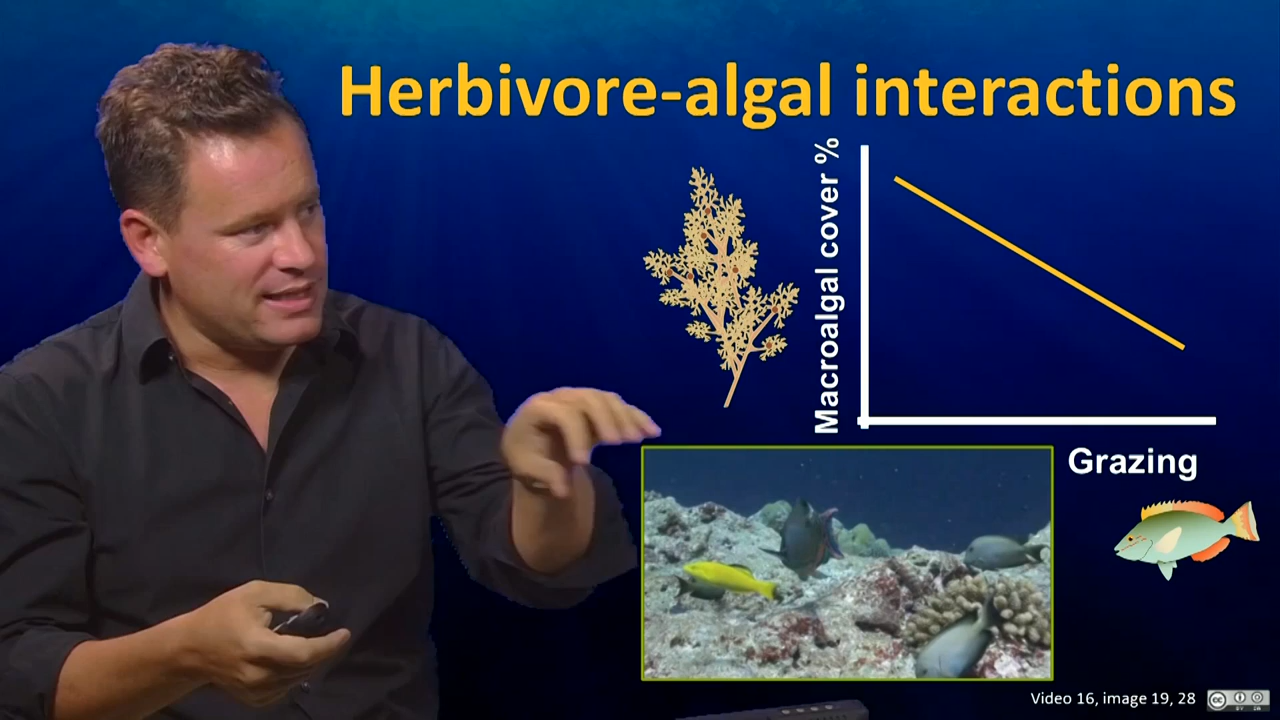 Herbivore-algal interactions
Macroalgal cover %
Grazing
Video 16, image 19, 28